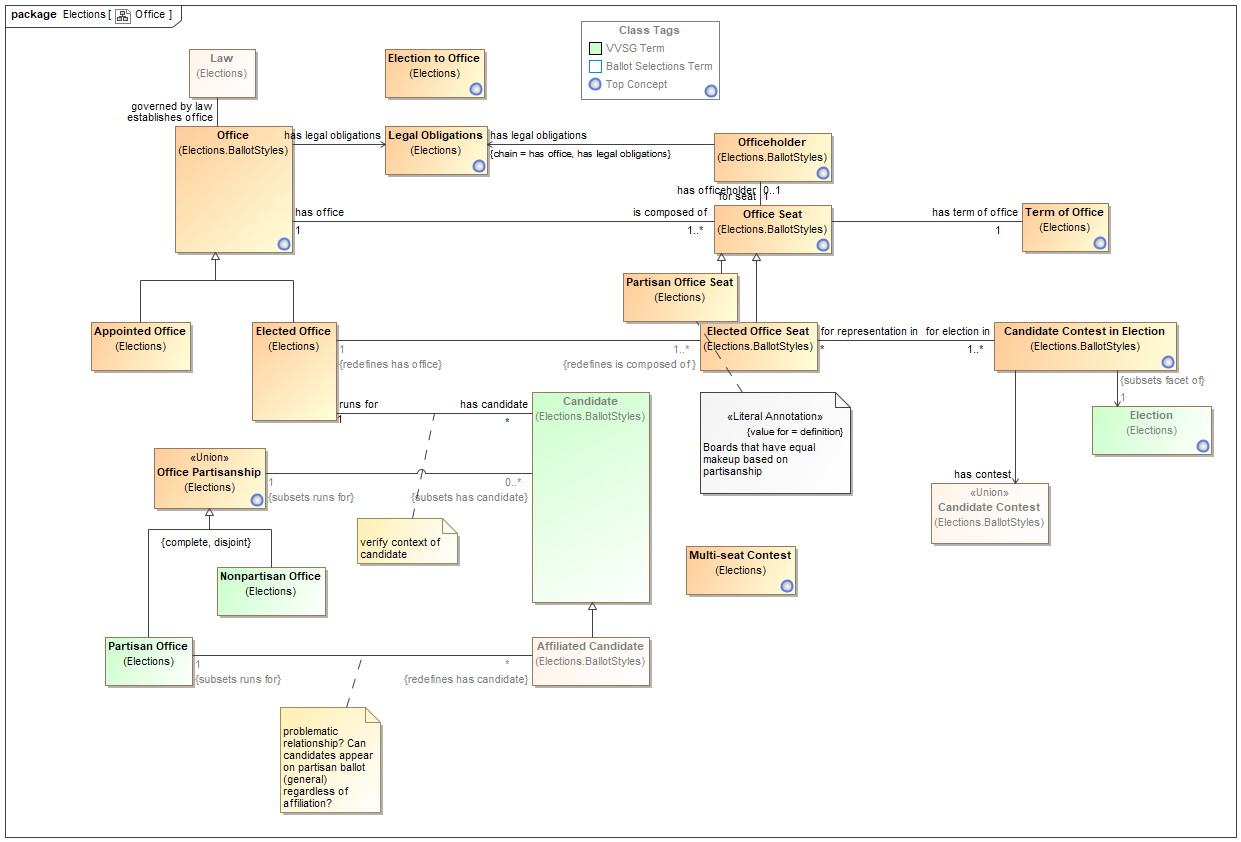 package Elections [ Office ]
Class Tags
VVSG Term
Ballot Selections Term
Top Concept
Law
(Elections)
Election to Office
(Elections)
governed by law
establishes office
Office
(Elections.BallotStyles)
has legal obligations
Legal Obligations
(Elections)
has legal obligations
{chain = has office, has legal obligations}
Officeholder
(Elections.BallotStyles)
has officeholder
0..1
for seat
1
has office
1
is composed of
1..*
Office Seat
(Elections.BallotStyles)
has term of office
1
Term of Office
(Elections)
Partisan Office Seat
(Elections)
Appointed Office
(Elections)
Elected Office
(Elections)
1
{redefines has office}
1..*
{redefines is composed of }
Elected Office Seat
(Elections.BallotStyles)
for representation in
*
for election in
1..*
Candidate Contest in Election
(Elections.BallotStyles)
{subsets facet of}
1
Election
(Elections)
runs for
1
has candidate
*
Candidate
(Elections.BallotStyles)
«Literal Annotation»
{value for = definition}
Boards that have equal
makeup based on
partisanship
«Union»
Office Partisanship
(Elections)
1
{subsets runs for}
0..*
{subsets has candidate}
has contest
«Union»
Candidate Contest
(Elections.BallotStyles)
verify context of
candidate
{complete, disjoint}
Nonpartisan Office
(Elections)
Multi-seat Contest
(Elections)
Partisan Office
(Elections)
1
{subsets runs for}
*
{redefines has candidate}
Affiliated Candidate
(Elections.BallotStyles)
problematic
relationship? Can
candidates appear
on partisan ballot
(general)
regardless of
affiliation?